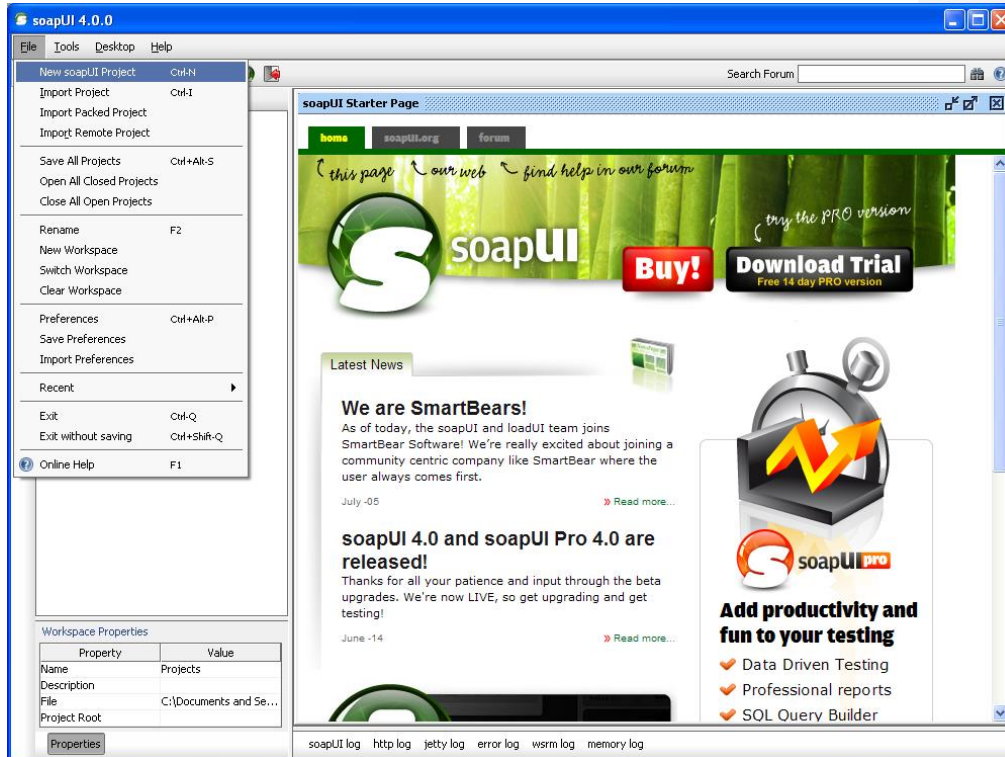 soapUI 4.0.0
File Tools Desktop Help
New soapUI Project Ctrl-N
Import Project Ctrl-I
Import Packed Project
Import Remote Project
Save All Projects Ctrl+Alt-S
Open All Closed Projects
Close All Open Projects
Rename F2
New Workspace
Switch Workspace
Clear Workspace
Preferences Ctrl+Alt-P
Save Preferences
Import Preferences
Recent
Exit Ctrl-Q
Exit without saving Ctrl+Shift-Q
Online Help F1
Search Forum
soapUI Starter Page
home soapUI.org forum
this page our web find help in our forum
try the PRO version
soapUI
Buy!
Download Trial
Free 14 day PRO version
Latest News
We are SmartBears!
As of today, the soapUI and loadUI team joins
SmartBear Software! We're really excited about joining a
community centric company like SmartBear where the
user always comes first.
July -05 » Read more...
soapUI 4.0 and soapUI Pro 4.0 are
released!
Thanks for all your patience and input through the beta
upgrades. We're now LIVE, so get upgrading and get
testing!
June -14 » Read more...
soapUI pro
Add productivity and
fun to your testing
Data Driven Testing
Professional reports
SQL Query Builder
Workspace Properties
Property Value
Name Projects
Description
File C:\Documents and Se...
Project Root
Properties
soapUI log http log jetty log error log wsrm log memory log